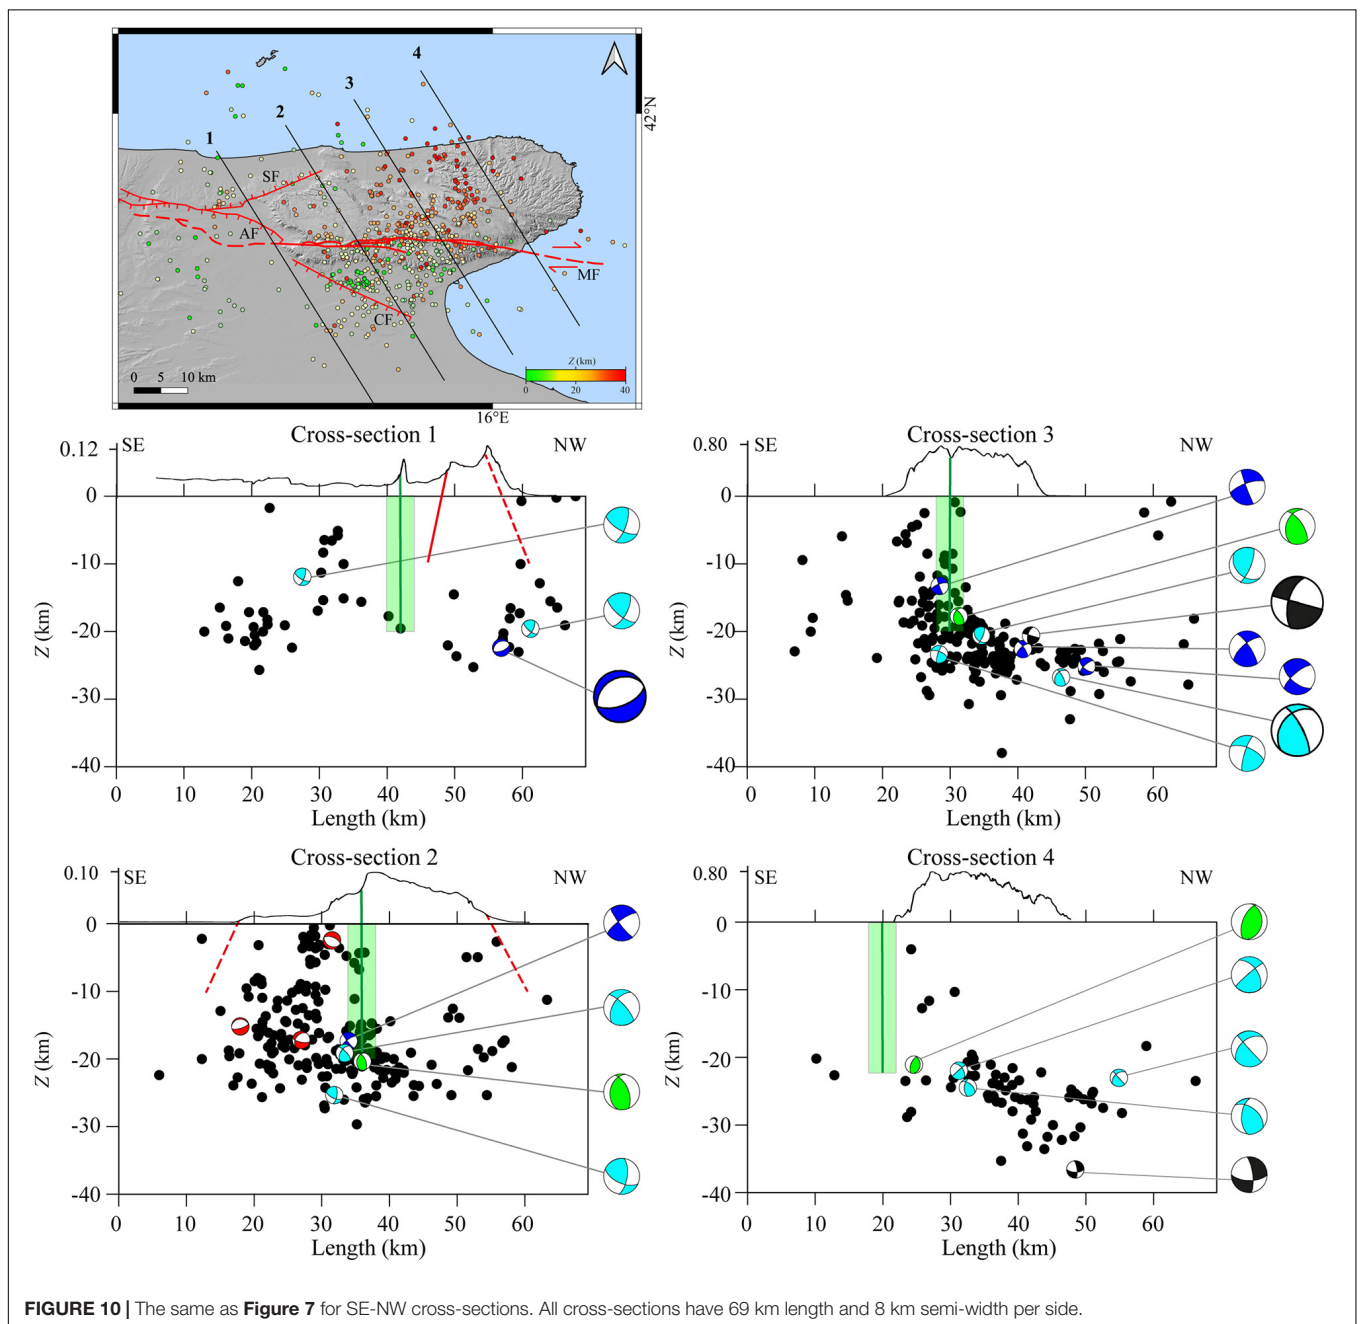 4
3
2
1
42°N
SF
AF
MF
CF
0 5 10 km
Z (km)
0 20 40
16°E
Cross-section 1
0.12
SE
NW
0
-10
-20
-30
-40
Z (km)
0 10 20 30 40 50 60
Length (km)
Cross-section 3
0.80
SE
NW
0
-10
-20
-30
-40
Z (km)
0 10 20 30 40 50 60
Length (km)
Cross-section 2
0.10
SE
NW
0
-10
-20
-30
-40
Z (km)
0 10 20 30 40 50 60
Length (km)
Cross-section 4
0.80
SE
NW
0
-10
-20
-30
-40
Z (km)
0 10 20 30 40 50 60
Length (km)
FIGURE 10 | The same as Figure 7 for SE-NW cross-sections. All cross-sections have 69 km length and 8 km semi-width per side.